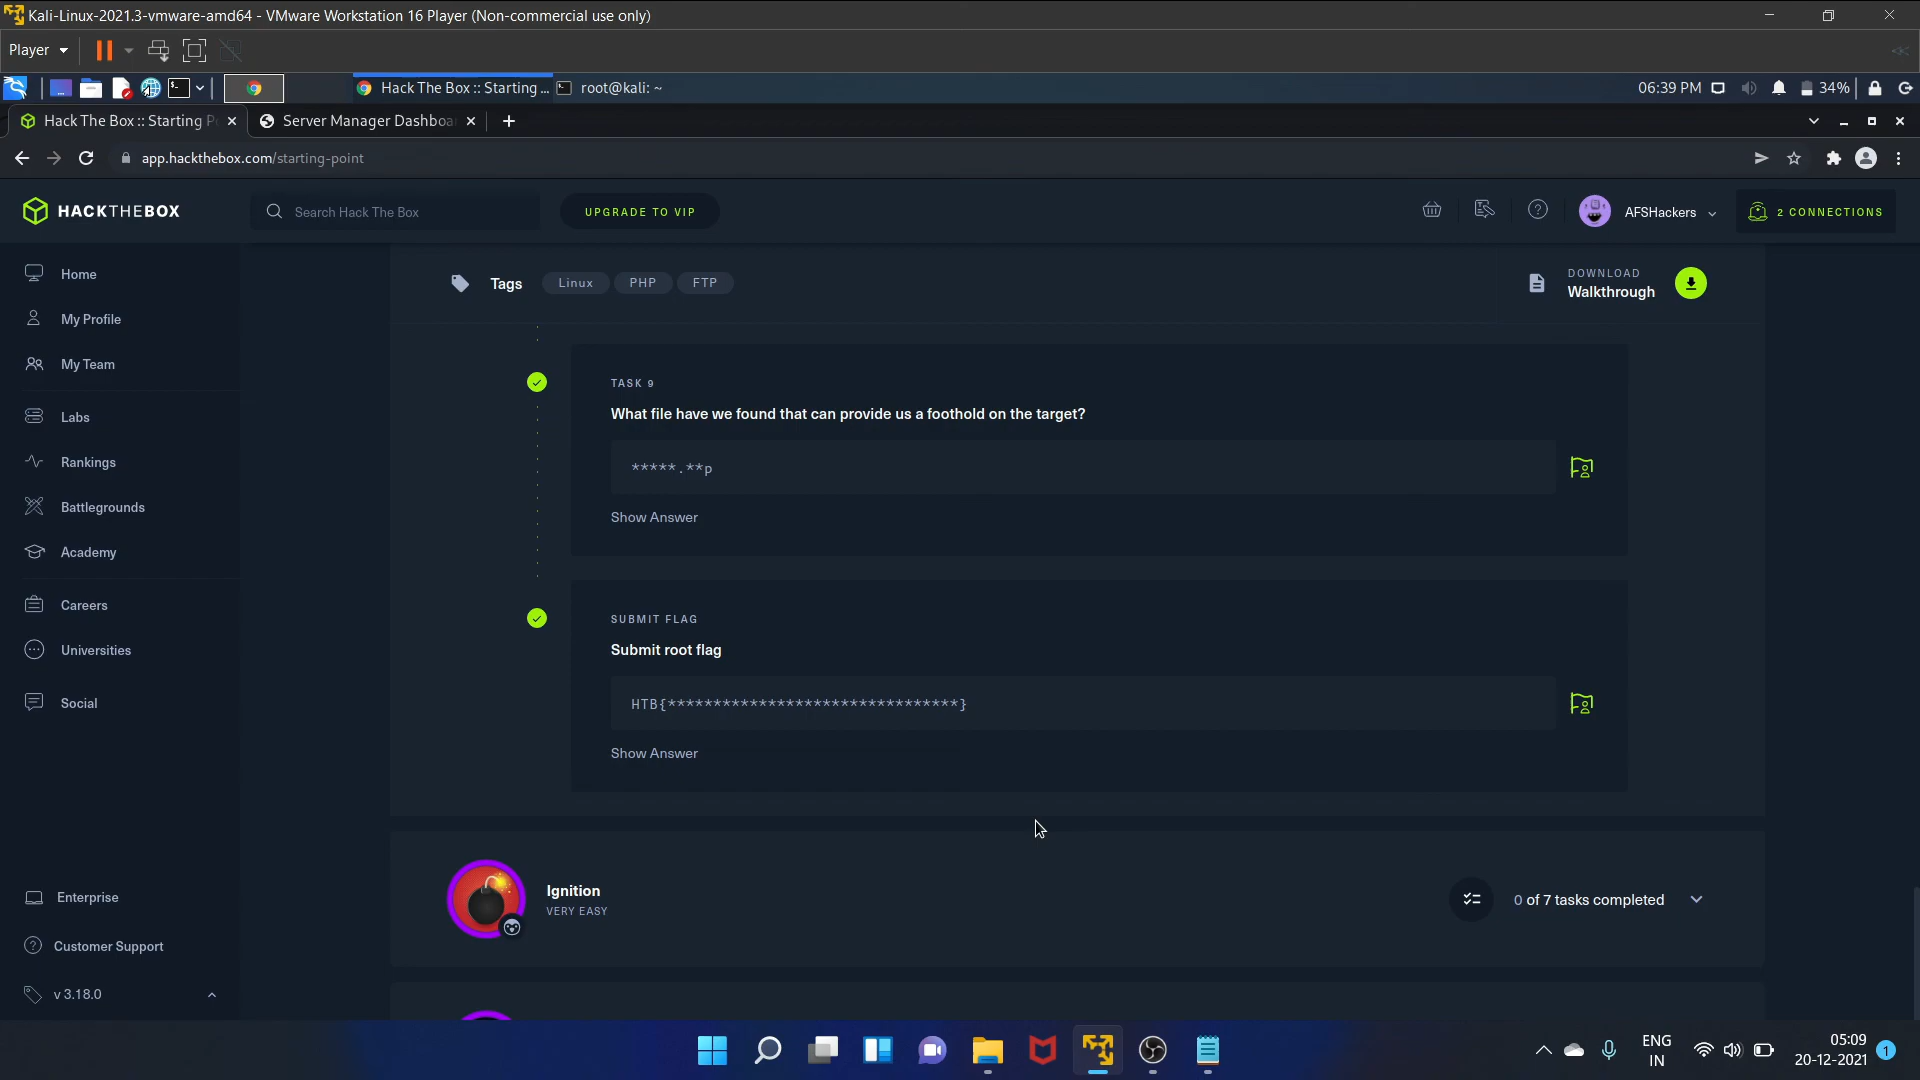 Kali-Linux-2021.3-vmware-amd64 - VMware Workstation 16 Player (Non-commercial use only)
Player
Hack The Box :: Starting ...
root@kali: ~
06:39 PM
34%
Hack The Box :: Starting P
Server Manager Dashboa
app.hackthebox.com/starting-point
HACKTHEBOX
Search Hack The Box
UPGRADE TO VIP
AFSHackers
2 CONNECTIONS
Home
My Profile
My Team
Labs
Rankings
Battlegrounds
Academy
Careers
Universities
Social
Enterprise
Customer Support
v 3.18.0
Tags
Linux
PHP
FTP
DOWNLOAD
Walkthrough
TASK 9
What file have we found that can provide us a foothold on the target?
*****.**p
Show Answer
SUBMIT FLAG
Submit root flag
HTB{********************************}
Show Answer
Ignition
VERY EASY
0 of 7 tasks completed
ENG
IN
05:09
20-12-2021
1